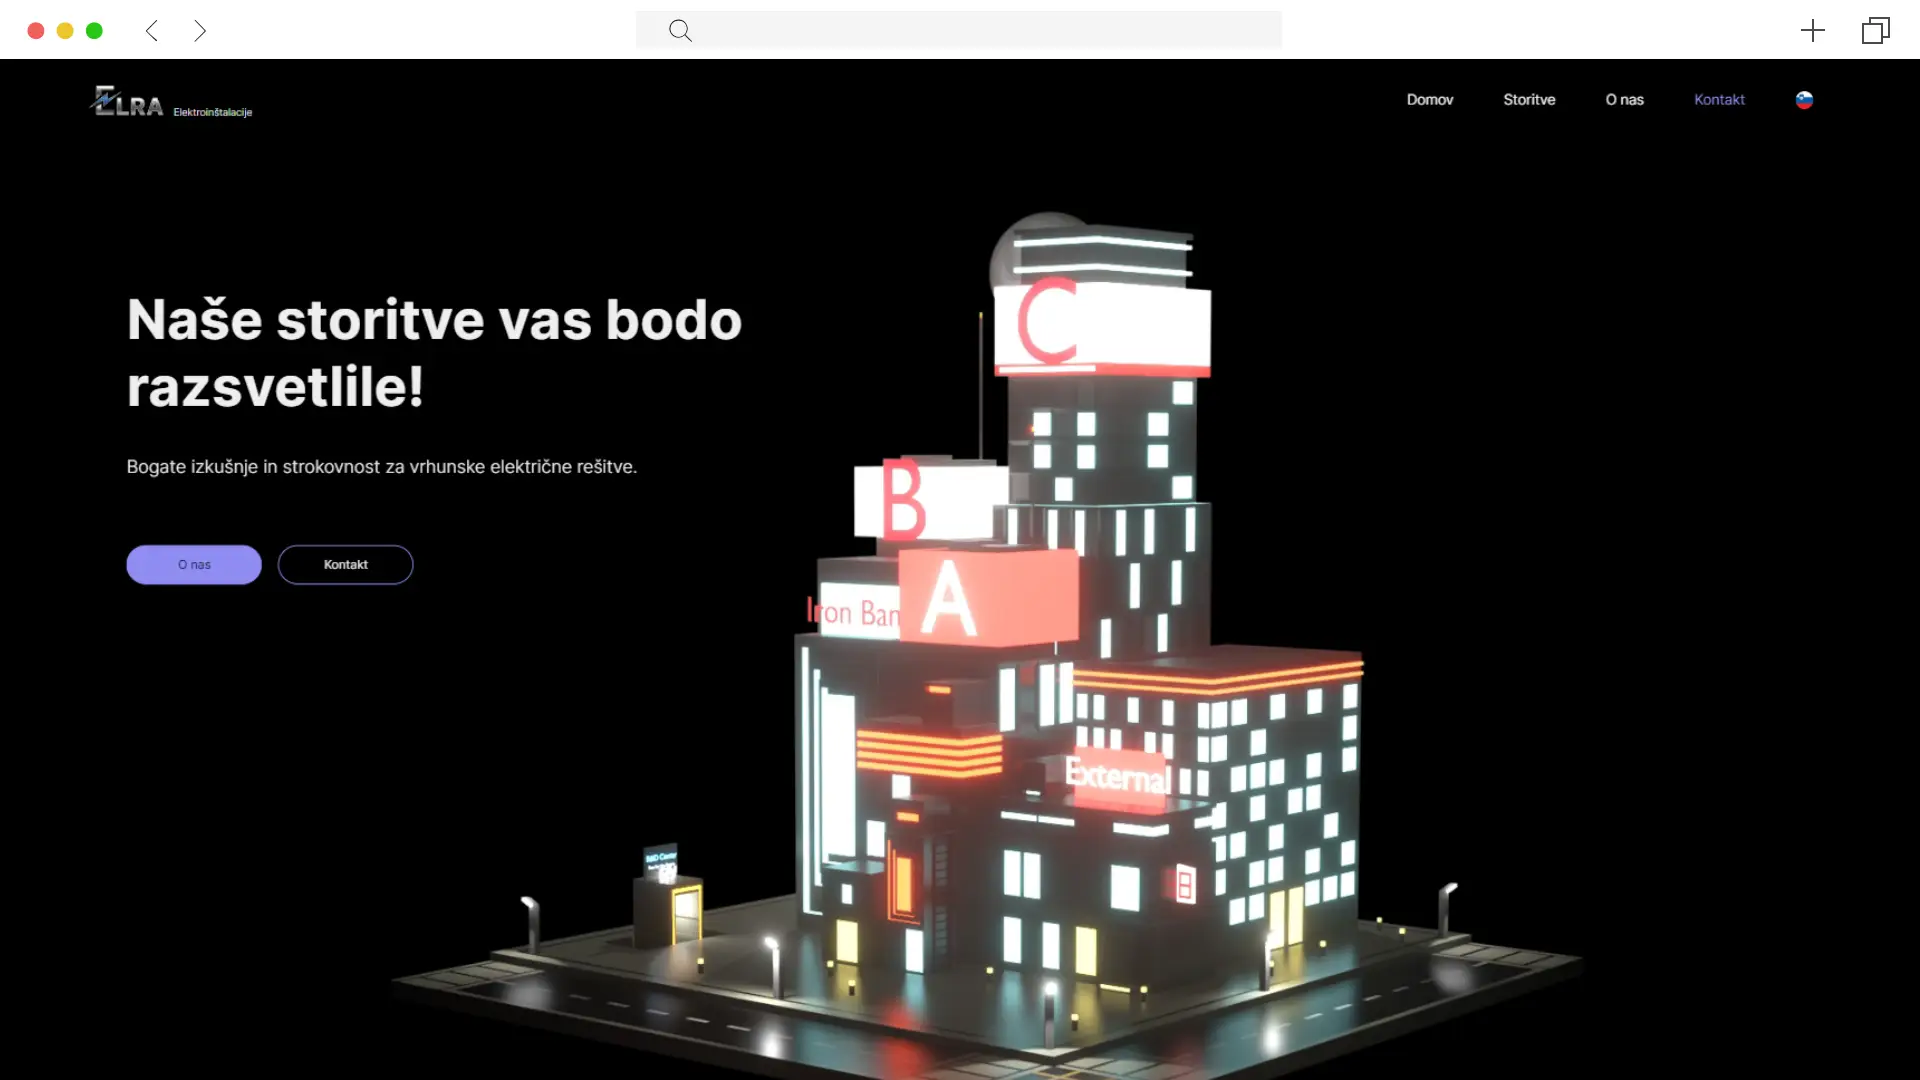 ELRA Elektroinštalacije
Domov Storitve O nas Kontakt
Naše storitve vas bodo
razsvetlile!
Bogate izkušnje in strokovnost za vrhunske električne rešitve.
O nas Kontakt
C
B
A
Iron Ban
External